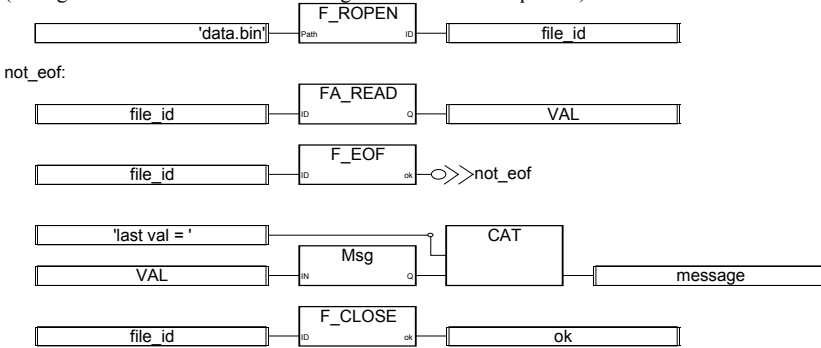 F_ROPEN
'data.bin' Path ID file_id
not_eof:
FA_READ
file_id ID Q VAL
F_EOF
file_id ID ok not_eof
'last val = ' CAT
Msg
VAL IN Q message
F_CLOSE
file_id ID ok ok